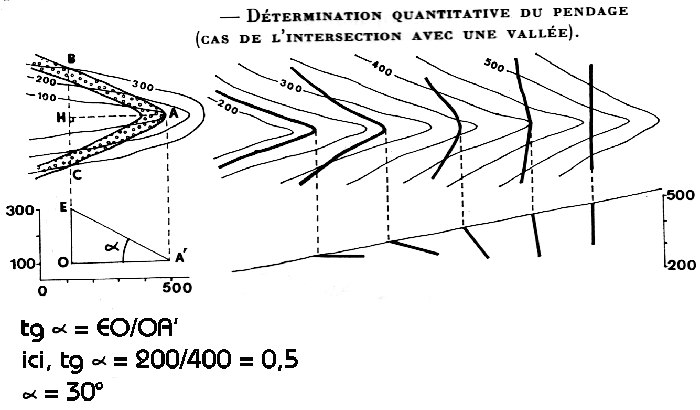 — DÉTERMINATION QUANTITATIVE DU PENDAGE
(CAS DE L'INTERSECTION AVEC UNE VALLÉE).
B
200
100
300
H
A
C
200
300
400
500
300
E
α
O
A'
100
0
500
500
200
tg α = EO/OA'
ici, tg α = 200/400 = 0,5
α = 30°